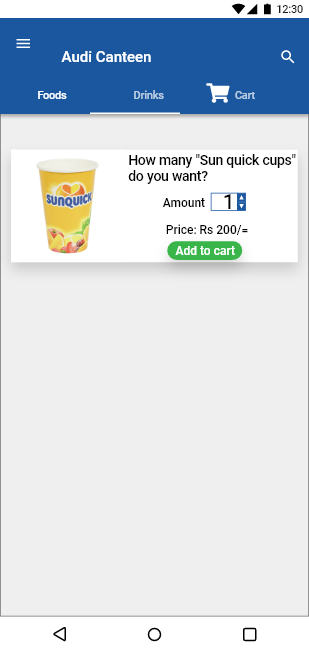 12:30
Audi Canteen
Foods Drinks Cart
SUNQUICK
How many "Sun quick cups"
do you want?
Amount 1
Price: Rs 200/=
Add to cart